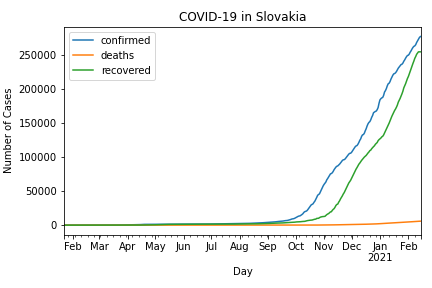 COVID-19 in Slovakia
confirmed
deaths
recovered
Number of Cases
250000
200000
150000
100000
50000
0
Feb Mar Apr May Jun Jul Aug Sep Oct Nov Dec Jan Feb
2021
Day